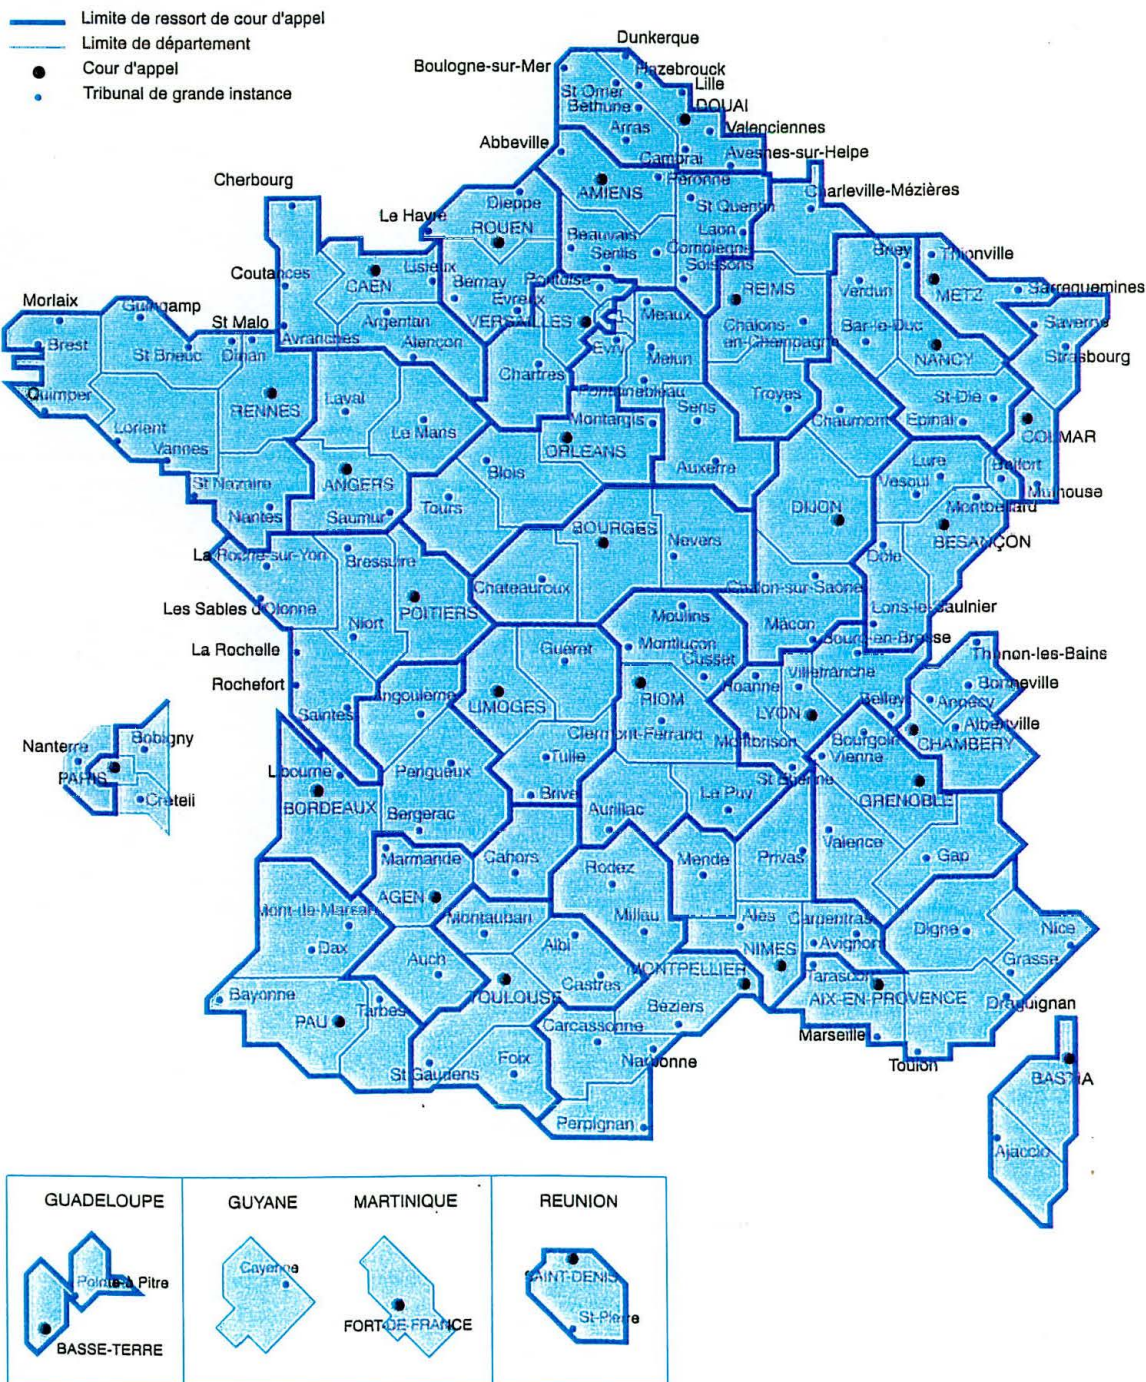 Limite de ressort de cour d'appel
Limite de département
Cour d'appel
Tribunal de grande instance
Dunkerque
Boulogne-sur-Mer
Hazebrouck
Lille
St Omer
Béthune
DOUAI
Arras
Valenciennes
Abbeville
Cambrai
Avesnes-sur-Helpe
Cherbourg
AMIENS
Péronne
Charleville-Mézières
Dieppe
St Quentin
Le Havre
ROUEN
Laon
Beauvais
Compiègne
Senlis
Soissons
Briey
Thionville
Coutances
CAEN
Lisieux
Bernay
Pontoise
REIMS
Verdun
METZ
Sarreguemines
Morlaix
Guingamp
Évreux
Meaux
St Malo
Argentan
VERSAILLES
Châlons-
en-Champagne
Bar-le-Duc
Saverne
Brest
St Brieuc
Dinan
Avranches
Alençon
Evry
Melun
NANCY
Strasbourg
Chartres
Fontainebleau
Troyes
Quimper
RENNES
Laval
Sens
Chaumont
St-Dié
Epinal
Lorient
Le Mans
Montargis
COLMAR
Vannes
ORLEANS
Auxerre
Lure
Belfort
St Nazaire
ANGERS
Blois
Vesoul
Mulhouse
Nantes
Saumur
Tours
DIJON
Montbéliard
BOURGES
Nevers
BESANÇON
La Roche-sur-Yon
Bressuire
Dole
Chateauroux
Chalon-sur-Saône
Les Sables d'Olonne
POITIERS
Moulins
Lons-le-Saulnier
Niort
Mâcon
Bourg-en-Bresse
La Rochelle
Guéret
Montluçon
Cusset
Thonon-les-Bains
Rochefort
Angouleme
LIMOGES
RIOM
Roanne
Villefranche
Bonneville
Annecy
Saintes
LYON
Belley
Albertville
Nanterre
Bobigny
Clermont-Ferrand
Montbrison
Bourgoin
CHAMBERY
PARIS
Libourne
Périgueux
Tulle
St Etienne
Vienne
Creteil
BORDEAUX
Brive
Le Puy
GRENOBLE
Bergerac
Aurillac
Valence
Marmande
Cahors
Rodez
Mende
Privas
Gap
AGEN
Mont-de-Marsan
Montauban
Millau
Alès
Carpentras
Digne
Nice
Dax
Albi
NIMES
Avignon
Auch
MONTPELLIER
Grasse
Castres
Tarascon
Bayonne
TOULOUSE
Béziers
AIX-EN-PROVENCE
Draguignan
PAU
Tarbes
Carcassonne
Marseille
Foix
Narbonne
Toulon
St Gaudens
BASTIA
Perpignan
Ajaccio
GUADELOUPE
GUYANE
MARTINIQUE
REUNION
Cayenne
Pointe-à Pitre
SAINT-DENIS
St-Pierre
FORT-DE-FRANCE
BASSE-TERRE